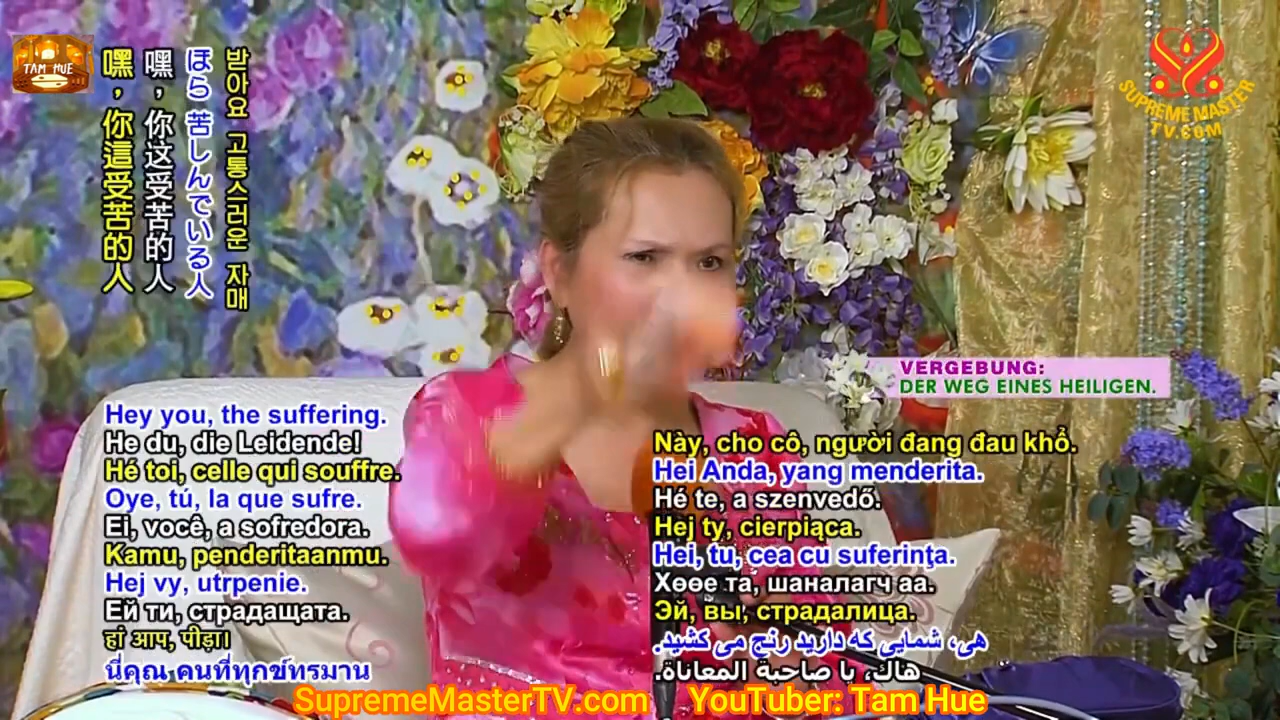 TAM HUE
嘿，你這受苦的人
嘿，你这受苦的人
ほら 苦しんでいる人
받아요 고통스러운 자매
SUPREME MASTER
TV.COM
VERGEBUNG:
DER WEG EINES HEILIGEN.
Hey you, the suffering.
He du, die Leidende!
Hé toi, celle qui souffre.
Oye, tú, la que sufre.
Ei, você, a sofredora.
Kamu, penderitaanmu.
Hej vy, utrpenie.
Ей ти, страдащата.
हां आप, पीड़ा।
นี่คุณ คนที่ทุกข์ทรมาน
Này, cho cô, người đang đau khổ.
Hei Anda, yang menderita.
Hé te, a szenvedő.
Hej ty, cierpiąca.
Hei, tu, cea cu suferinţa.
Хөөе та, шаналагч аа.
Эй, вы, страдалица.
هی، شمایی که دارید رنج می کشید.
هاك، يا صاحبة المعاناة.
SupremeMasterTV.com YouTuber: Tam Hue